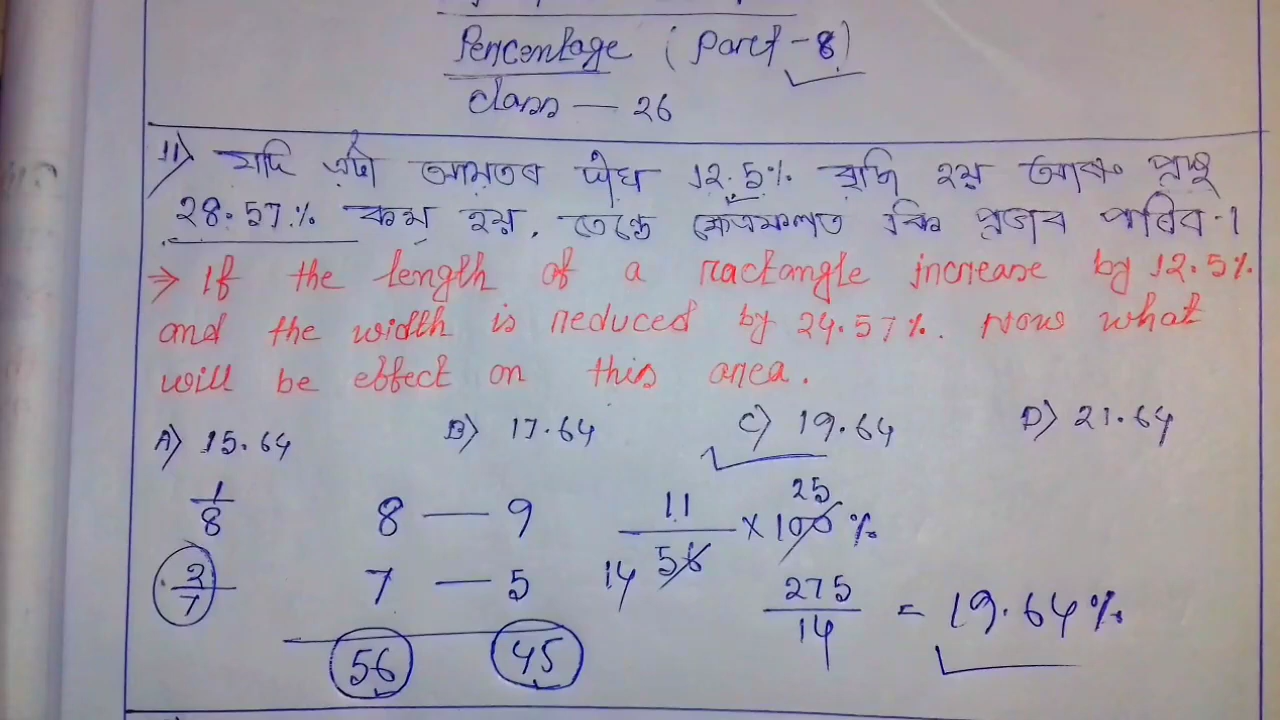 Percentage (Part-8)
class — 26
11) যদি এটা আয়তৰ দীঘ 12.5% বৃদ্ধি হয় আৰু প্ৰস্থ
28.57% কম হয়, তেন্তে ক্ষেত্ৰফলত কি প্ৰভাব পৰিব।
⇒ If the length of a ractangle increase by 12.5%
and the width is reduced by 24.57%. Now what
will be effect on this area.
A) 15.64 B) 17.64 C) 19.64 D) 21.64
1/8 8 — 9 11/56 × 100 % 25
2/7 7 — 5 14
56 45 275/14 = 19.64%